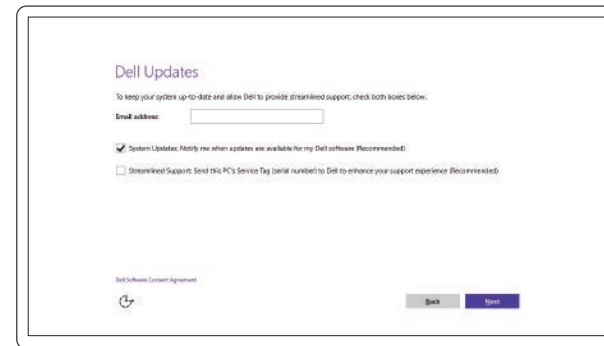 Dell Updates
To keep your system up-to-date and allow Dell to provide streamlined support, check both boxes below.
Email address:
System Updates: Notify me when updates are available for my Dell software (Recommended)
Streamlined Support: Send this PC's Service Tag (serial number) to Dell to enhance your support experience (Recommended)
Dell Software Consent Agreement
Back Next